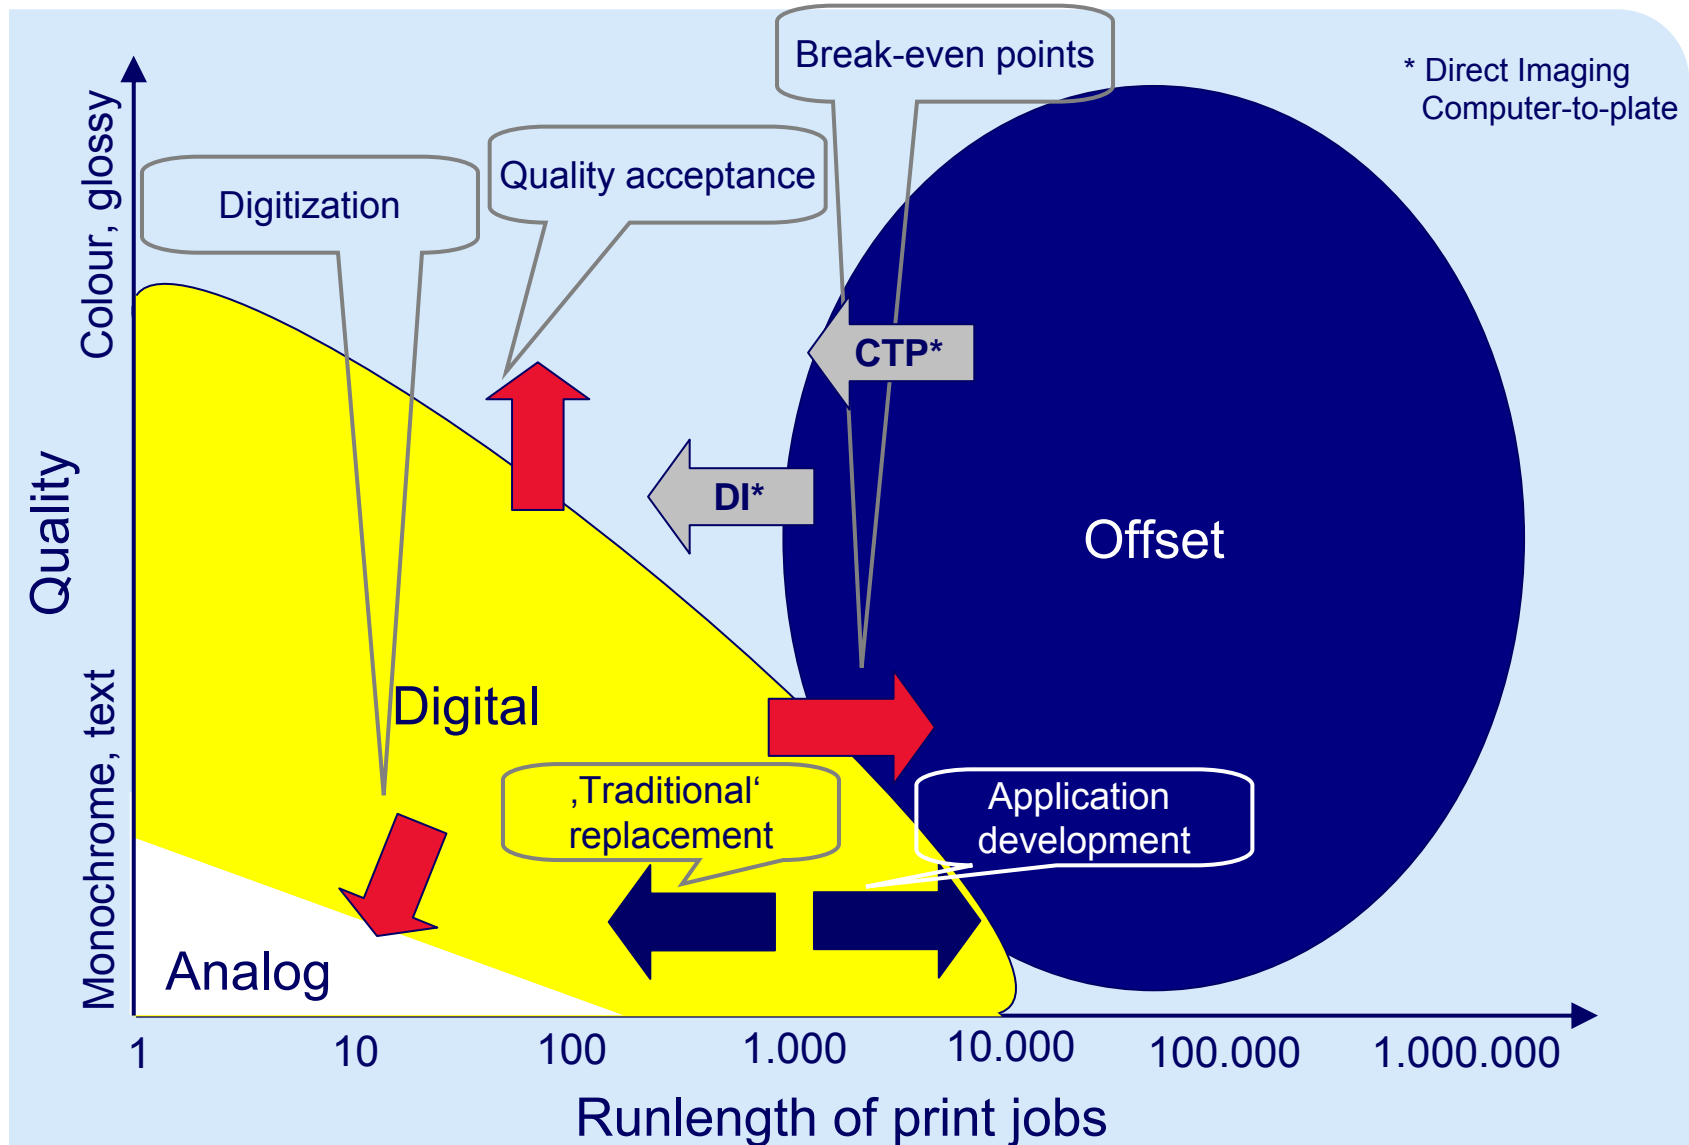 Break-even points
* Direct Imaging
Computer-to-plate
Quality acceptance
Digitization
Colour, glossy
CTP*
DI*
Quality
Offset
Monochrome, text
Digital
‚Traditional‘
replacement
Application
development
Analog
1
10
100
1.000
10.000
100.000
1.000.000
Runlength of print jobs